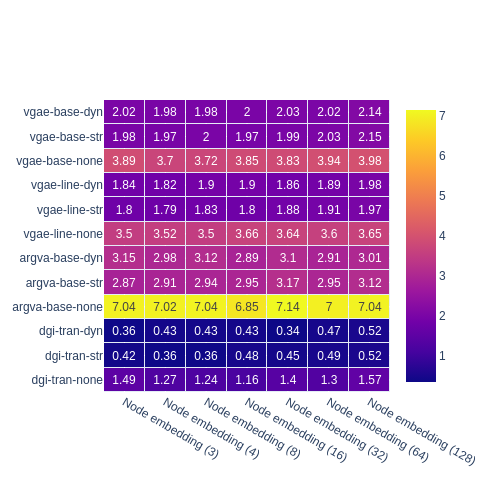 vgae-base-dyn 2.02 1.98 1.98 2 2.03 2.02 2.14
vgae-base-str 1.98 1.97 2 1.97 1.99 2.03 2.15
vgae-base-none 3.89 3.7 3.72 3.85 3.83 3.94 3.98
vgae-line-dyn 1.84 1.82 1.9 1.9 1.86 1.89 1.98
vgae-line-str 1.8 1.79 1.83 1.8 1.88 1.91 1.97
vgae-line-none 3.5 3.52 3.5 3.66 3.64 3.6 3.65
argva-base-dyn 3.15 2.98 3.12 2.89 3.1 2.91 3.01
argva-base-str 2.87 2.91 2.94 2.95 3.17 2.95 3.12
argva-base-none 7.04 7.02 7.04 6.85 7.14 7 7.04
dgi-tran-dyn 0.36 0.43 0.43 0.43 0.34 0.47 0.52
dgi-tran-str 0.42 0.36 0.36 0.48 0.45 0.49 0.52
dgi-tran-none 1.49 1.27 1.24 1.16 1.4 1.3 1.57
Node embedding (3)
Node embedding (4)
Node embedding (8)
Node embedding (16)
Node embedding (32)
Node embedding (64)
Node embedding (128)
7
6
5
4
3
2
1